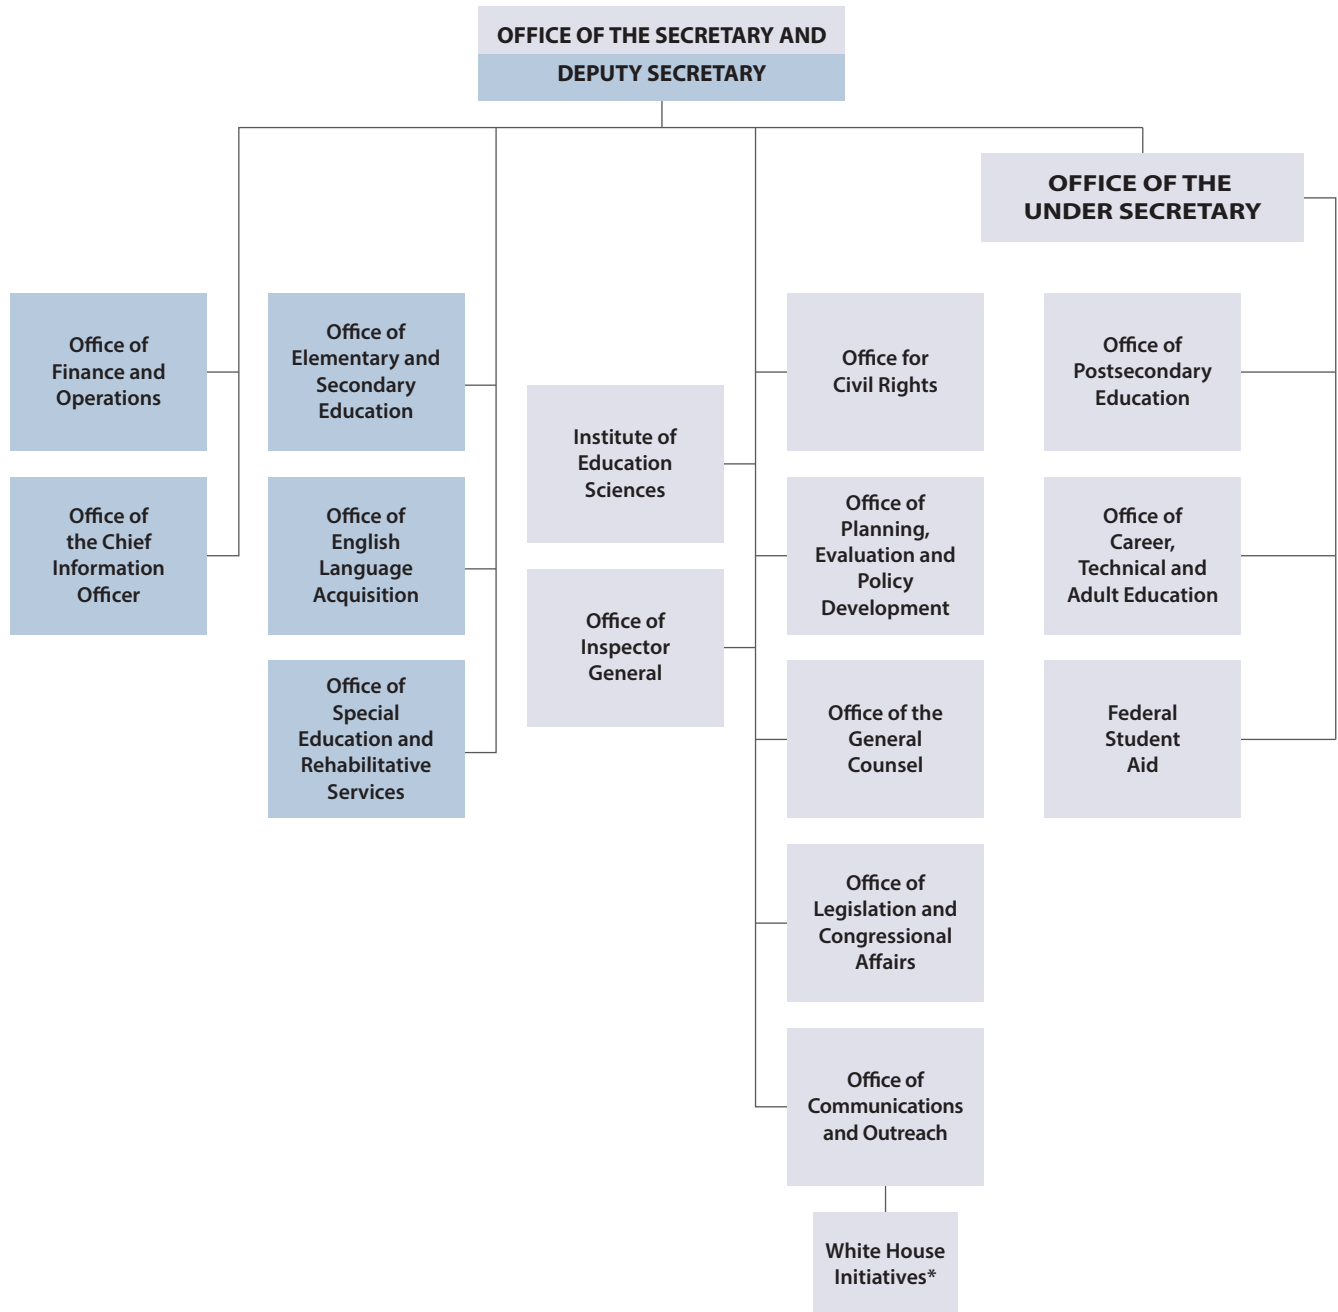 OFFICE OF THE SECRETARY AND
DEPUTY SECRETARY
OFFICE OF THE
UNDER SECRETARY
Office of
Finance and
Operations
Office of
the Chief
Information
Officer
Office of
Elementary and
Secondary
Education
Office of
English
Language
Acquisition
Office of
Special
Education and
Rehabilitative
Services
Institute of
Education
Sciences
Office of
Inspector
General
Office for
Civil Rights
Office of
Planning,
Evaluation and
Policy
Development
Office of the
General
Counsel
Office of
Legislation and
Congressional
Affairs
Office of
Communications
and Outreach
White House
Initiatives*
Office of
Postsecondary
Education
Office of
Career,
Technical and
Adult Education
Federal
Student
Aid